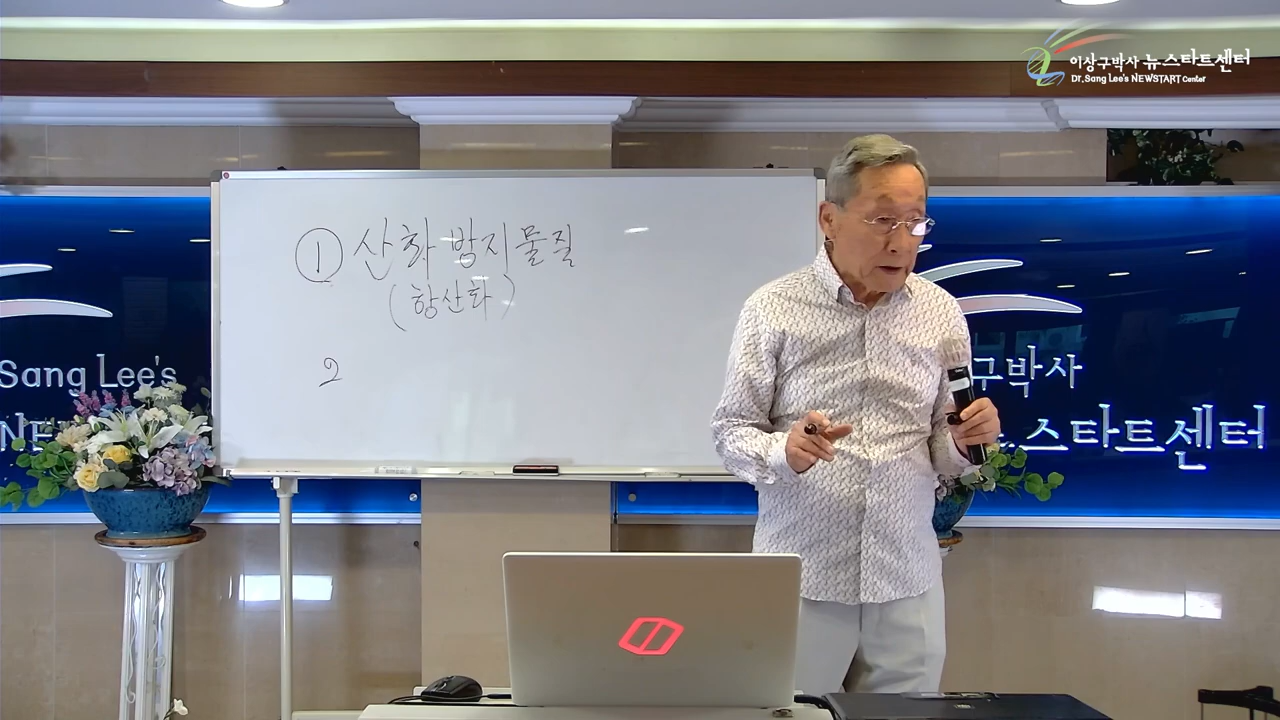 이상구박사 뉴스타트센터
Dr.Sang Lee's NEWSTART Center
① 산화방지물질
(항산화)
2
Sang Lee's
NE
구박사
스타트센터